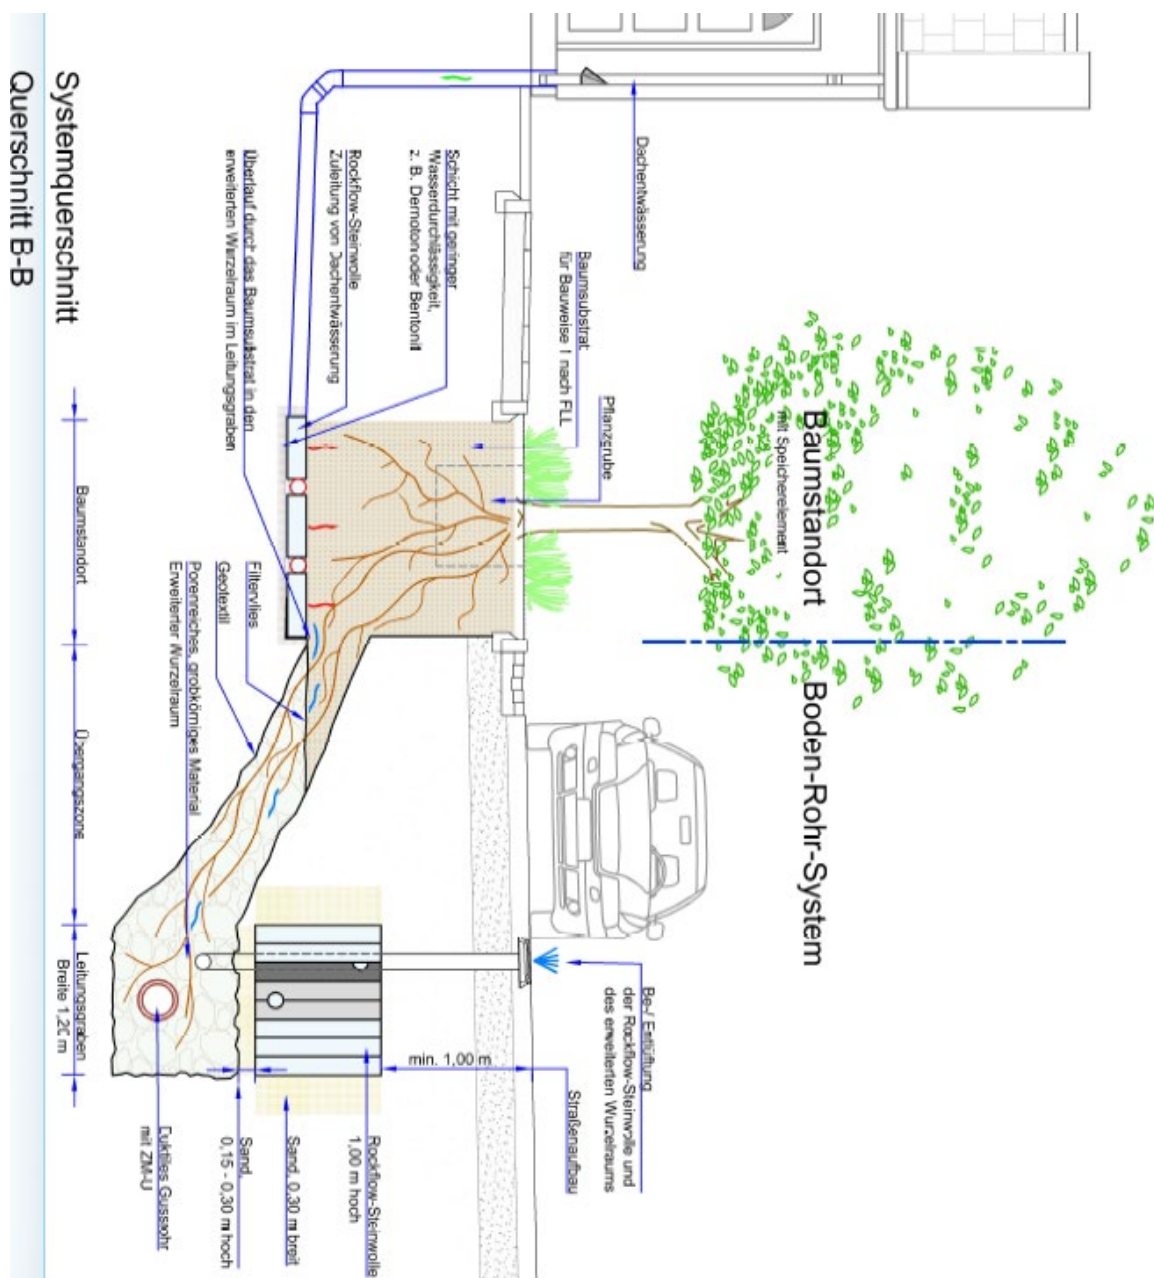 Baumstandort
mit Speicherelement
Boden-Rohr-System
Dachentwässerung
Be-/ Entlüftung
der Rockflow-Steinwolle und
des erweiterten Wurzelraums
Pflanzgrube
Baumsubstrat
für Bauweise 1 nach FLL
Straßenaufbau
min. 1,00 m
Schicht mit geringer
Wasserdurchlässigkeit,
z. B. Dernoton oder Bentonit
Rockflow-Steinwolle
1,00 m hoch
Rockflow-Steinwolle
Zuleitung von Dachentwässerung
Sand, 0,30 m breit
Überlauf durch das Baumsubstrat in den
erweiterten Wurzelraum im Leitungsgraben
Filtervlies
Geotextil
Sand,
0,15 - 0,30 m hoch
Porenreiches, grobkörniges Material
Erweiterter Wurzelraum
Duktiles Gussrohr
mit ZM-U
Baumstandort
Übergangszone
Leitungsgraben
Breite 1,20 m
Systemquerschnitt
Querschnitt B-B